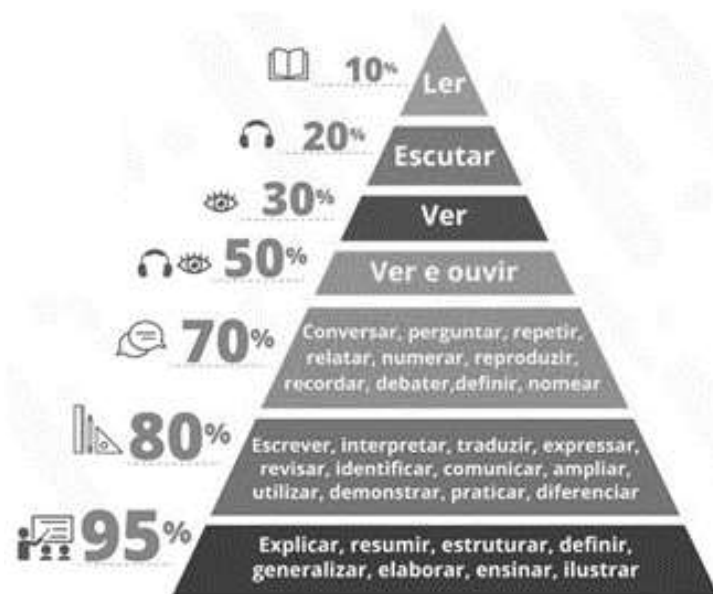 10%
Ler
20%
Escutar
30%
Ver
50%
Ver e ouvir
70%
Conversar, perguntar, repetir,
relatar, numerar, reproduzir,
recordar, debater,definir, nomear
80%
Escrever, interpretar, traduzir, expressar,
revisar, identificar, comunicar, ampliar,
utilizar, demonstrar, praticar, diferenciar
95%
Explicar, resumir, estruturar, definir,
generalizar, elaborar, ensinar, ilustrar